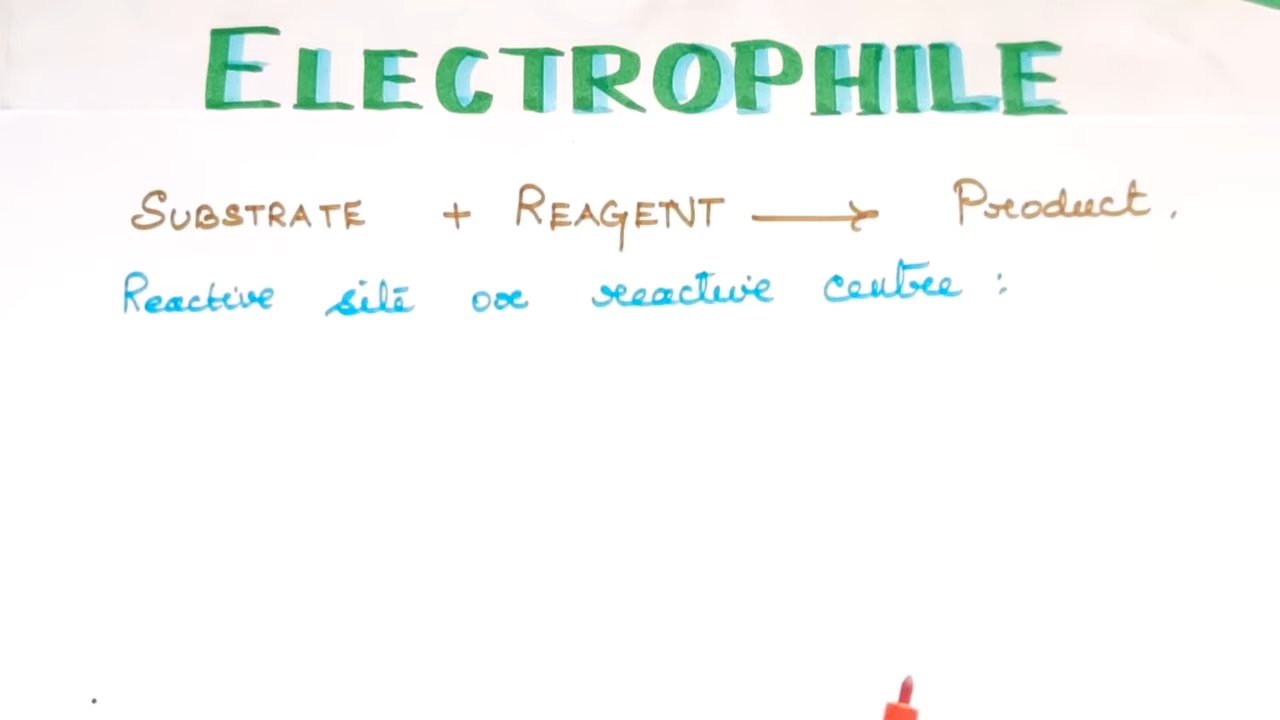 ELECTROPHILE
SUBSTRATE + REAGENT ⟶ Product.
Reactive site or reactive centre :